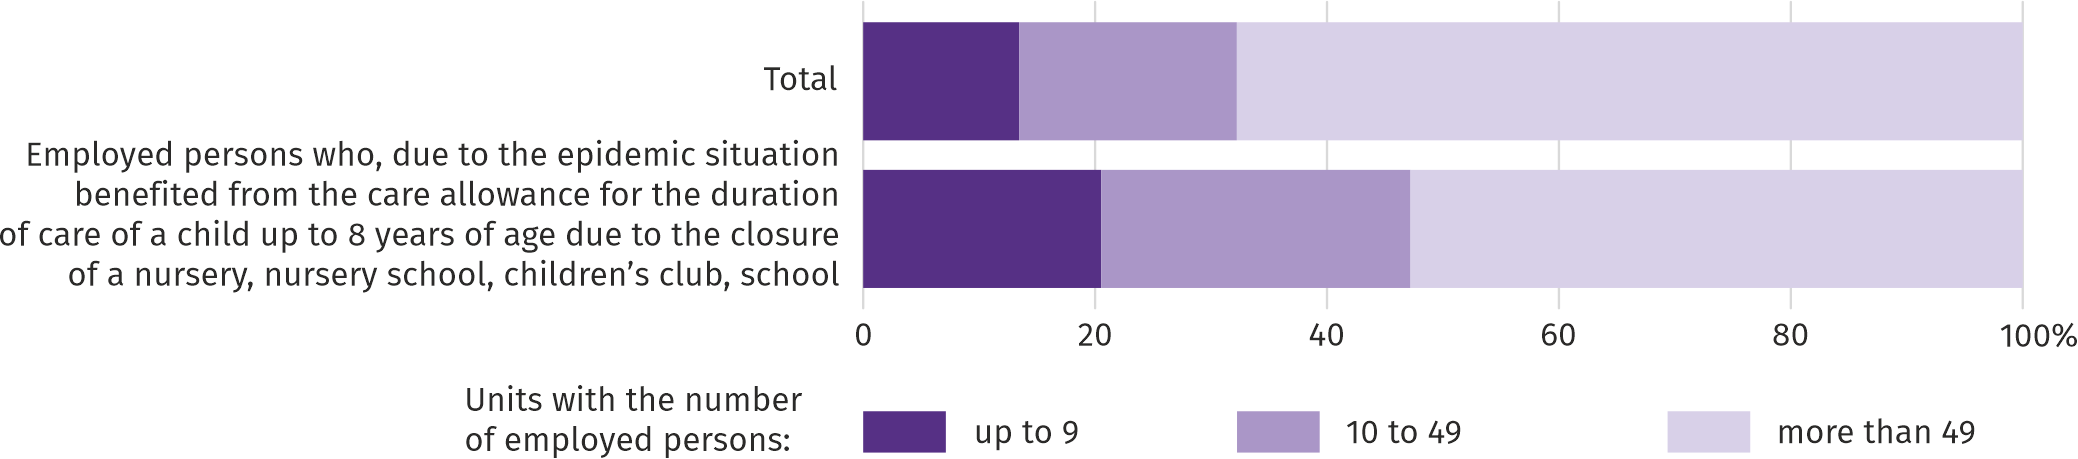 Total
Employed persons who, due to the epidemic situation
benefited from the care allowance for the duration
of care of a child up to 8 years of age due to the closure
of a nursery, nursery school, children’s club, school
0 20 40 60 80 100%
Units with the number
of employed persons:
up to 9 10 to 49 more than 49